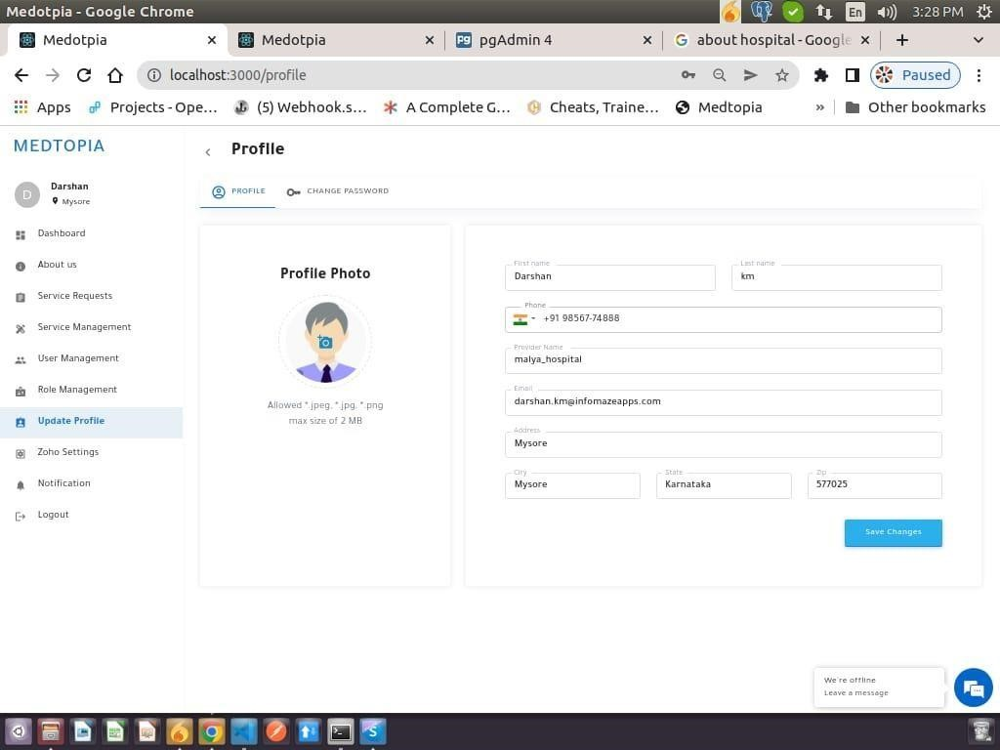 Medotpia - Google Chrome
En
3:28 PM
Medotpia
Medotpia
pgAdmin 4
about hospital - Google
localhost:3000/profile
Paused
Apps
Projects - Ope...
(5) Webhook.s...
A Complete G...
Cheats, Traine...
Medtopia
»
Other bookmarks
MEDTOPIA
D
Darshan
Mysore
Dashboard
About us
Service Requests
Service Management
User Management
Role Management
Update Profile
Zoho Settings
Notification
Logout
Profile
PROFILE
CHANGE PASSWORD
Profile Photo
Allowed *.jpeg, *.jpg, *.png
max size of 2 MB
First name
Darshan
Last name
km
Phone
+91 98567-74888
Provider Name
malya_hospital
Email
darshan.km@infomazeapps.com
Address
Mysore
City
Mysore
State
Karnataka
Zip
577025
Save Changes
We're offline
Leave a message